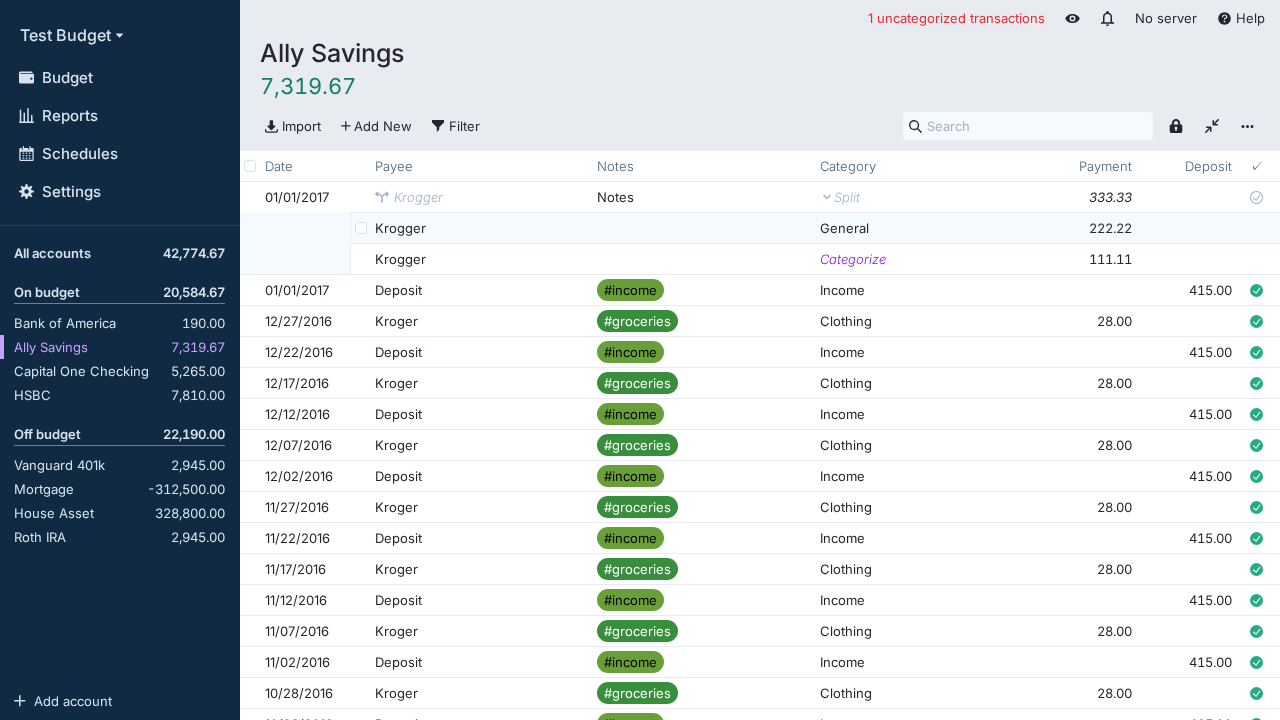 Test Budget
Budget
Reports
Schedules
Settings
All accounts 42,774.67
On budget 20,584.67
Bank of America 190.00
Ally Savings 7,319.67
Capital One Checking 5,265.00
HSBC 7,810.00
Off budget 22,190.00
Vanguard 401k 2,945.00
Mortgage -312,500.00
House Asset 328,800.00
Roth IRA 2,945.00
Add account
1 uncategorized transactions No server Help
Ally Savings
7,319.67
Import Add New Filter Search
Date Payee Notes Category Payment Deposit ✓
01/01/2017 Krogger Notes Split 333.33
Krogger General 222.22
Krogger Categorize 111.11
01/01/2017 Deposit #income Income 415.00
12/27/2016 Kroger #groceries Clothing 28.00
12/22/2016 Deposit #income Income 415.00
12/17/2016 Kroger #groceries Clothing 28.00
12/12/2016 Deposit #income Income 415.00
12/07/2016 Kroger #groceries Clothing 28.00
12/02/2016 Deposit #income Income 415.00
11/27/2016 Kroger #groceries Clothing 28.00
11/22/2016 Deposit #income Income 415.00
11/17/2016 Kroger #groceries Clothing 28.00
11/12/2016 Deposit #income Income 415.00
11/07/2016 Kroger #groceries Clothing 28.00
11/02/2016 Deposit #income Income 415.00
10/28/2016 Kroger #groceries Clothing 28.00